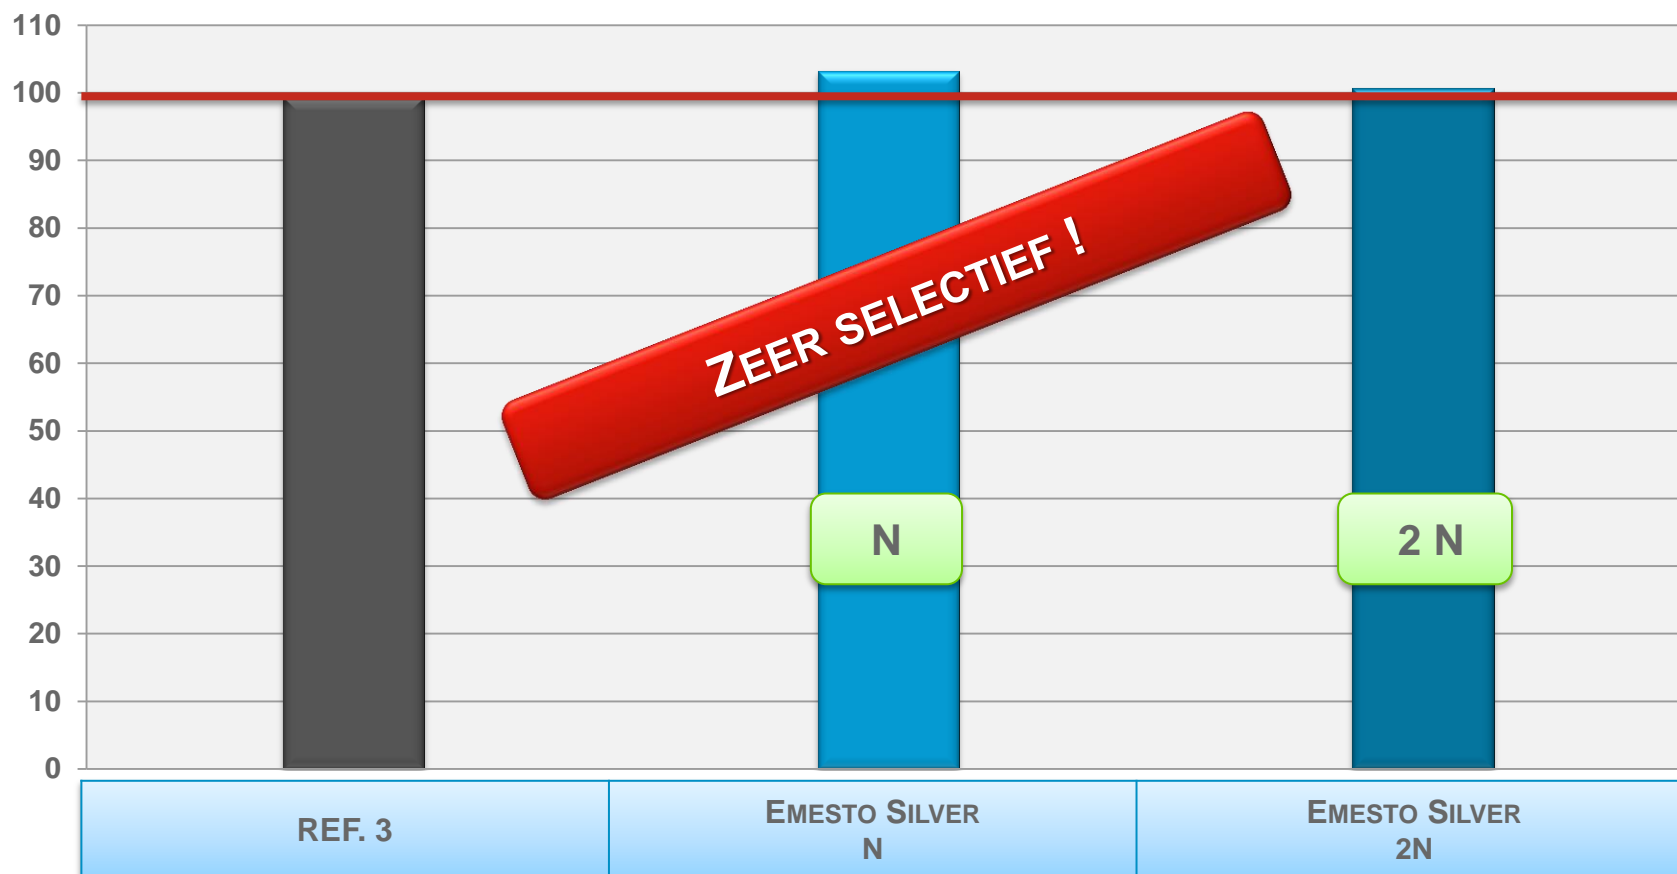 110
100
90
80
70
60
50
40
30
20
10
0
ZEER SELECTIEF !
N
2 N
REF. 3
EMESTO SILVER
N
EMESTO SILVER
2N